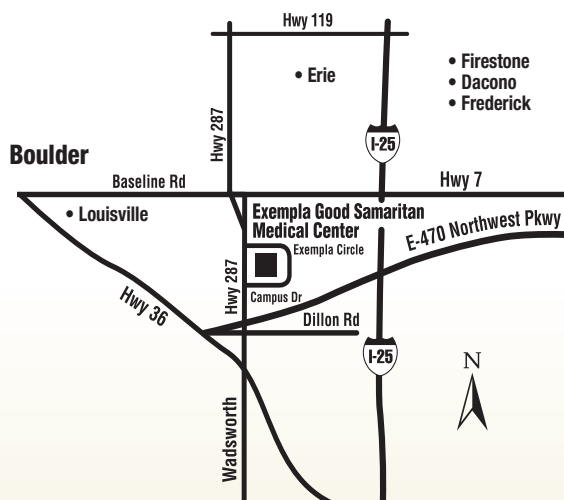 Hwy 119
• Firestone
• Erie
• Dacono
• Frederick
Hwy 287
I-25
Boulder
Baseline Rd
Hwy 7
• Louisville
Exempla Good Samaritan
Medical Center
E-470 Northwest Pkwy
Exempla Circle
Hwy 287
Campus Dr
Hwy 36
Dillon Rd
I-25
N
Wadsworth